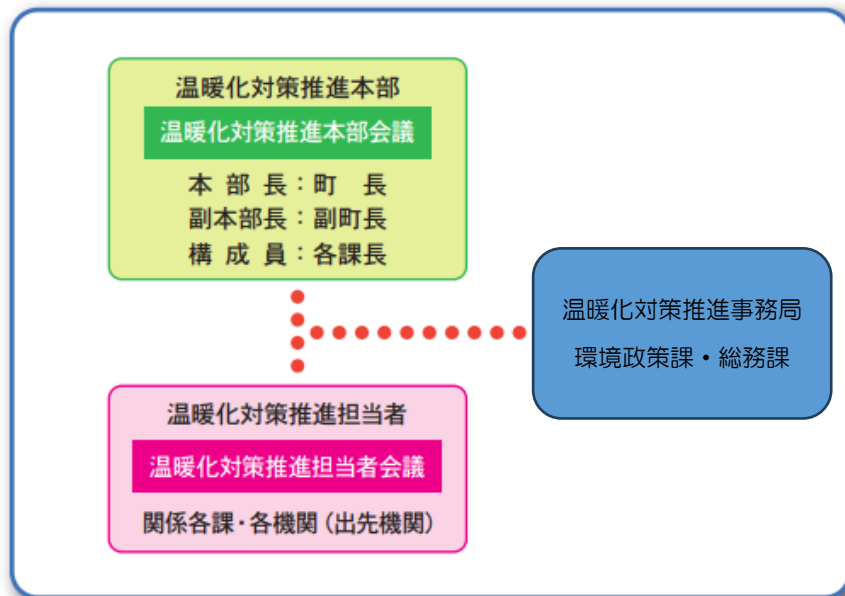 温暖化対策推進本部
温暖化対策推進本部会議
本 部 長：町　長
副本部長：副町長
構 成 員：各課長
温暖化対策推進事務局
環境政策課・総務課
温暖化対策推進担当者
温暖化対策推進担当者会議
関係各課・各機関（出先機関）